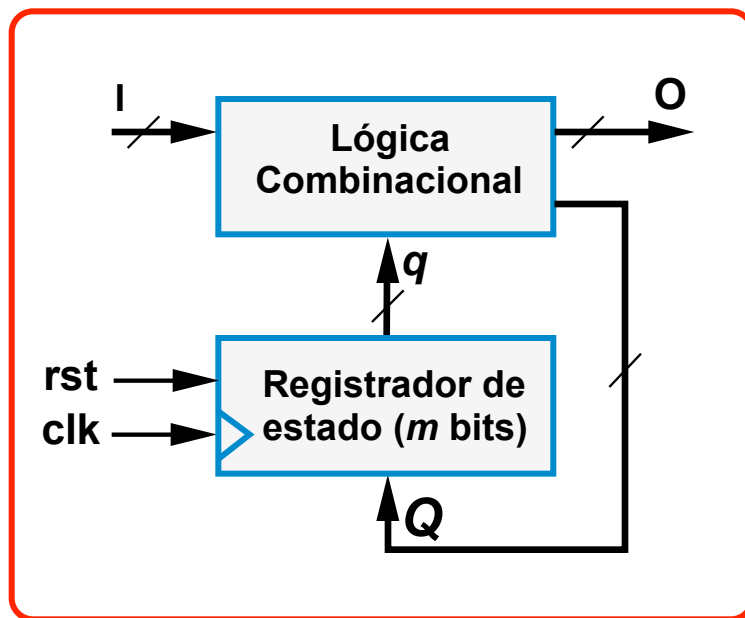 I
O
Lógica
Combinacional
q
rst
clk
Registrador de
estado (m bits)
Q